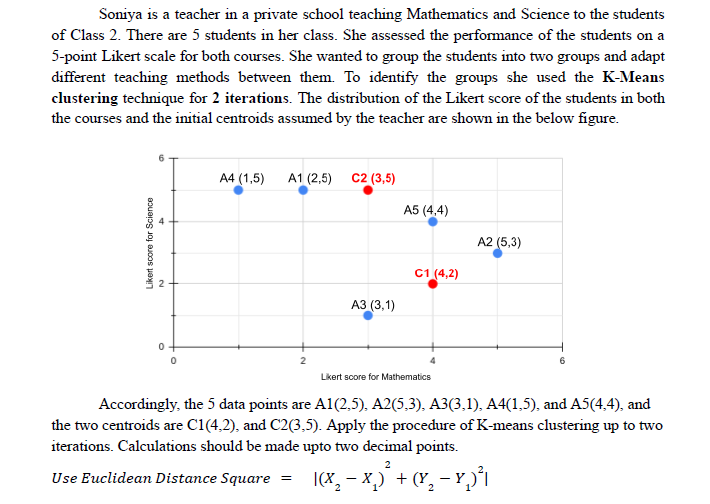 Soniya is a teacher in a private school teaching Mathematics and Science to the students
of Class 2. There are 5 students in her class. She assessed the performance of the students on a
5-point Likert scale for both courses. She wanted to group the students into two groups and adapt
different teaching methods between them. To identify the groups she used the K-Means
clustering technique for 2 iterations. The distribution of the Likert score of the students in both
the courses and the initial centroids assumed by the teacher are shown in the below figure.
6
A4 (1,5) A1 (2,5) C2 (3,5)
A5 (4,4)
4
A2 (5,3)
Likert score for Science
C1 (4,2)
2
A3 (3,1)
0
0 2 4 6
Likert score for Mathematics
Accordingly, the 5 data points are A1(2,5), A2(5,3), A3(3,1), A4(1,5), and A5(4,4), and
the two centroids are C1(4,2), and C2(3,5). Apply the procedure of K-means clustering up to two
iterations. Calculations should be made upto two decimal points.
Use Euclidean Distance Square = |(X₂ − X₁)² + (Y₂ − Y₁)²|